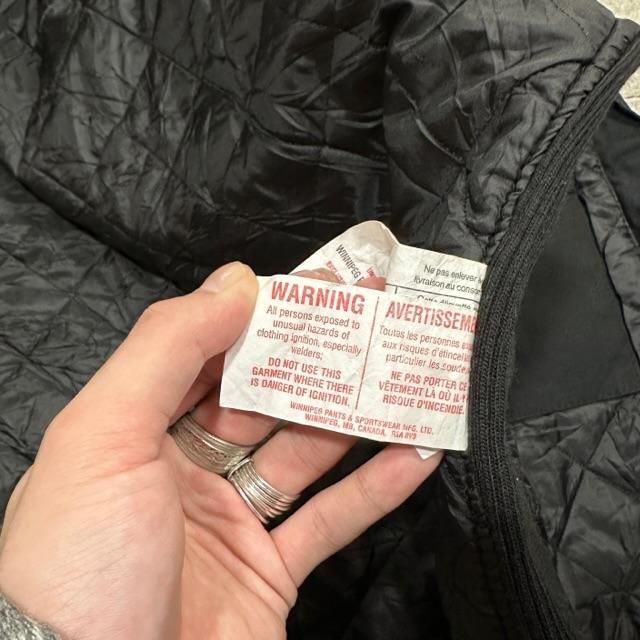 WINNIPEG
Ne pas enlever
livraison au conso
WARNING
All persons exposed to
unusual hazards of
clothing ignition, especially
welders;
DO NOT USE THIS
GARMENT WHERE THERE
IS DANGER OF IGNITION.
AVERTISSEM
Toutes les personnes
aux risques d'étincel
particulier les soud
NE PAS PORTER C
VÊTEMENT LÀ OÙ IL
RISQUE D'INCENDIE.
WINNIPEG PANTS & SPORTSWEAR MFG. LTD.
WINNIPEG, MB, CANADA, R3A 0V3